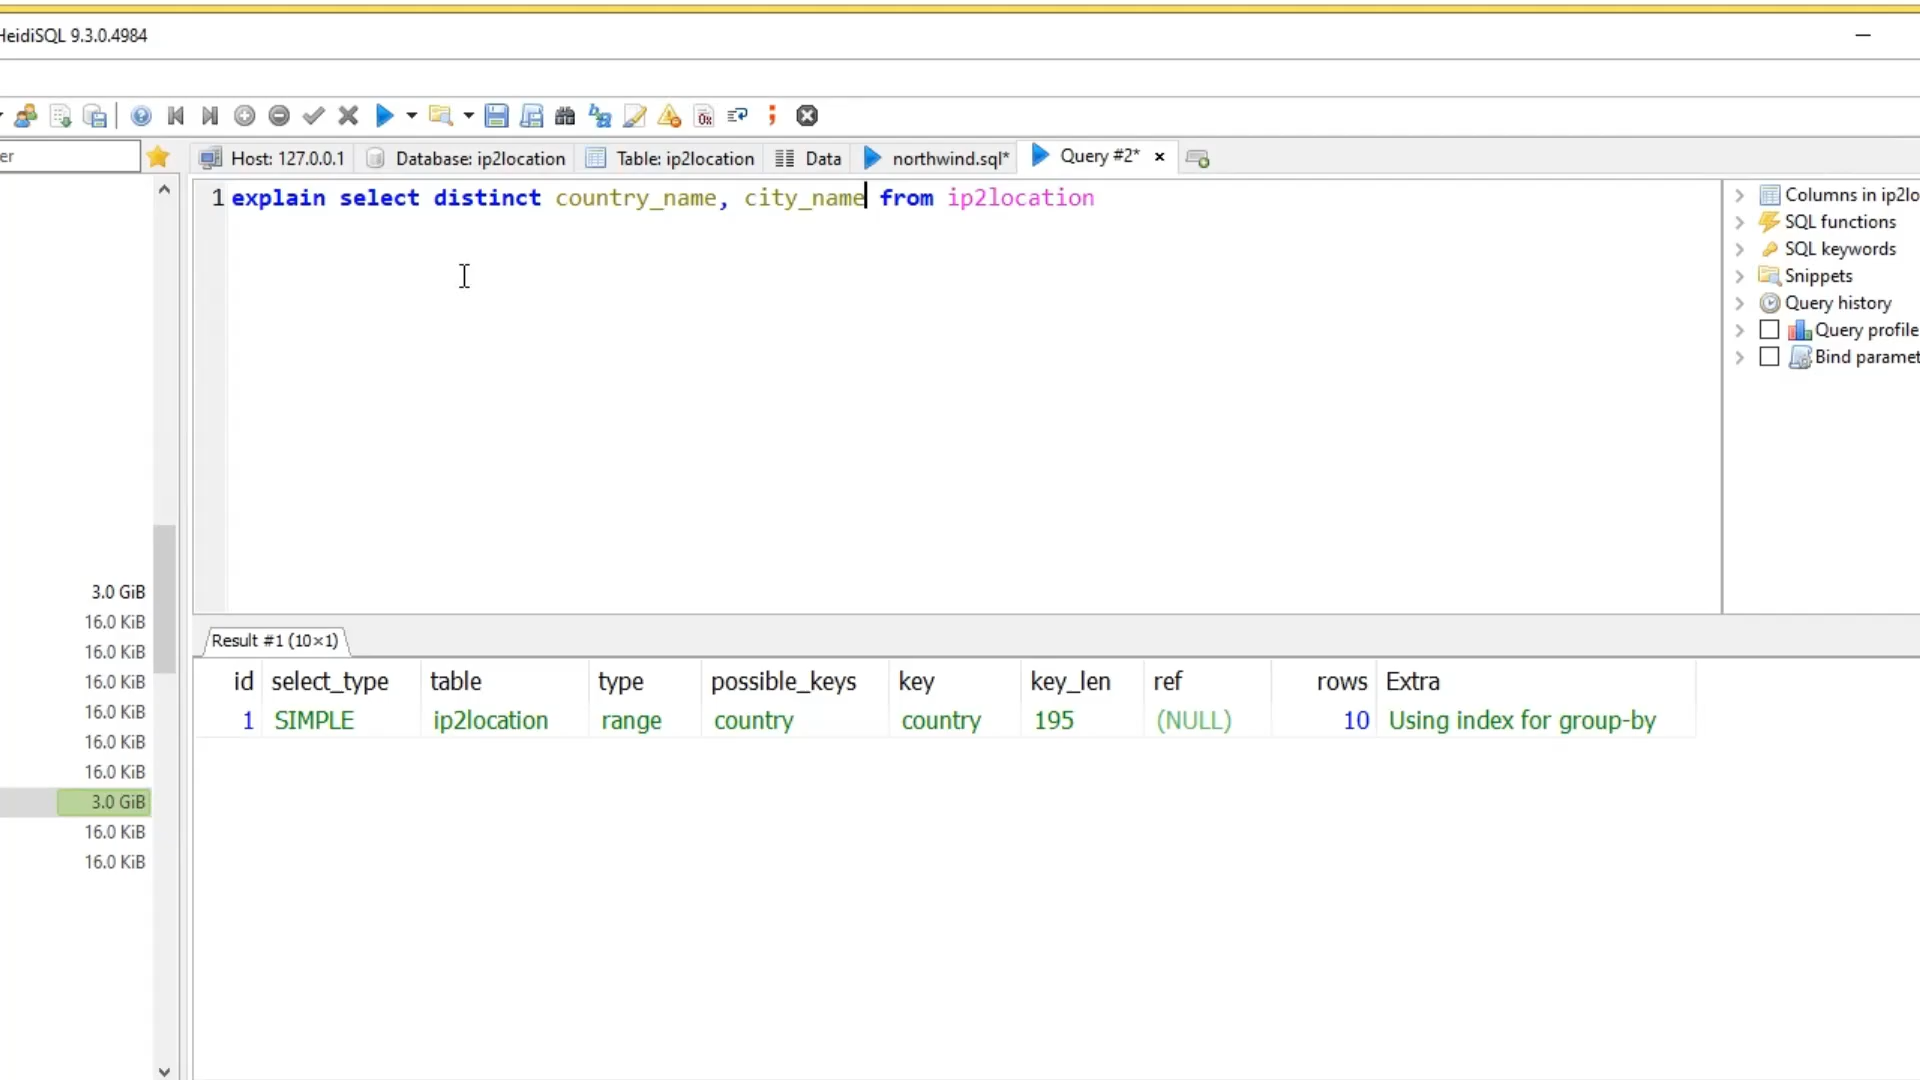 HeidiSQL 9.3.0.4984
er
Host: 127.0.0.1
Database: ip2location
Table: ip2location
Data
northwind.sql*
Query #2*
1 explain select distinct country_name, city_name from ip2location
Columns in ip2lo
SQL functions
SQL keywords
Snippets
Query history
Query profile
Bind paramet
3.0 GiB
16.0 KiB
16.0 KiB
16.0 KiB
16.0 KiB
16.0 KiB
16.0 KiB
3.0 GiB
16.0 KiB
16.0 KiB
Result #1 (10×1)
id select_type table type possible_keys key key_len ref rows Extra
1 SIMPLE ip2location range country country 195 (NULL) 10 Using index for group-by